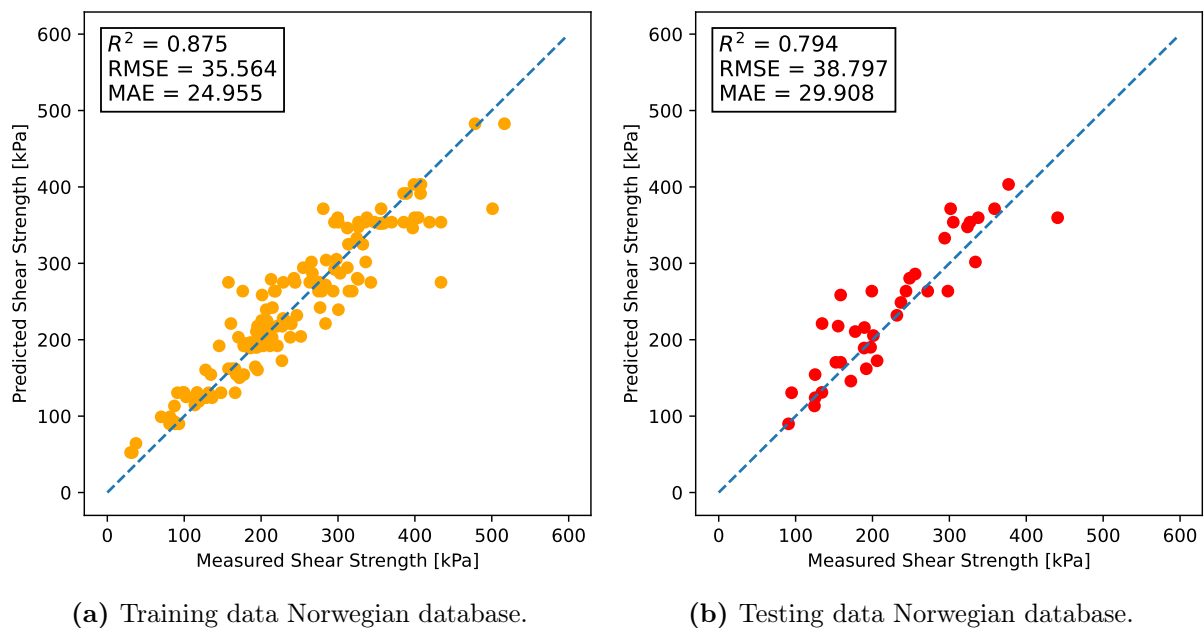 R² = 0.875
RMSE = 35.564
MAE = 24.955
600
500
400
300
200
100
0
Predicted Shear Strength [kPa]
0 100 200 300 400 500 600
Measured Shear Strength [kPa]
(a) Training data Norwegian database.
R² = 0.794
RMSE = 38.797
MAE = 29.908
600
500
400
300
200
100
0
Predicted Shear Strength [kPa]
0 100 200 300 400 500 600
Measured Shear Strength [kPa]
(b) Testing data Norwegian database.